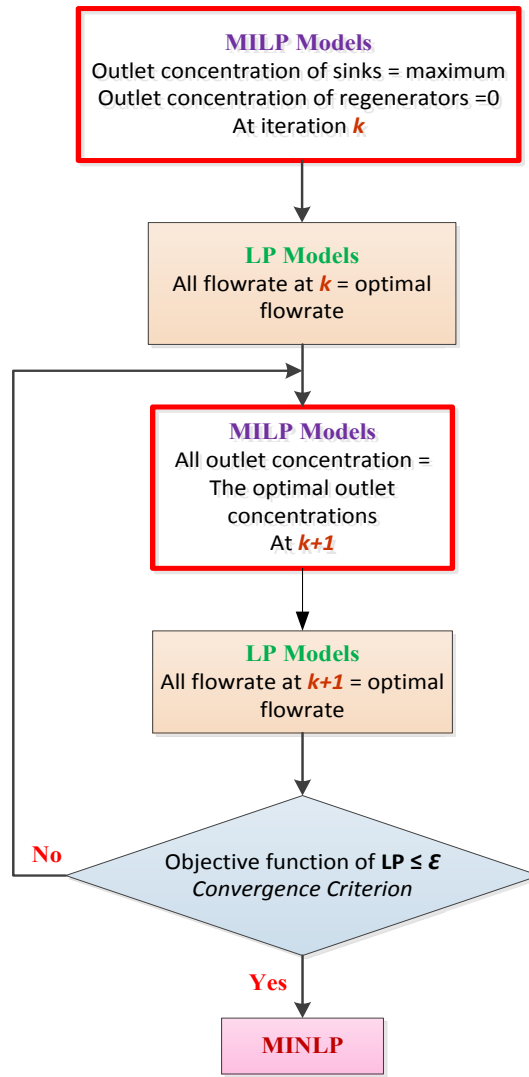 MILP Models
Outlet concentration of sinks = maximum
Outlet concentration of regenerators =0
At iteration k
LP Models
All flowrate at k = optimal
flowrate
MILP Models
All outlet concentration =
The optimal outlet
concentrations
At k+1
LP Models
All flowrate at k+1 = optimal
flowrate
No
Objective function of LP ≤ Ɛ
Convergence Criterion
Yes
MINLP